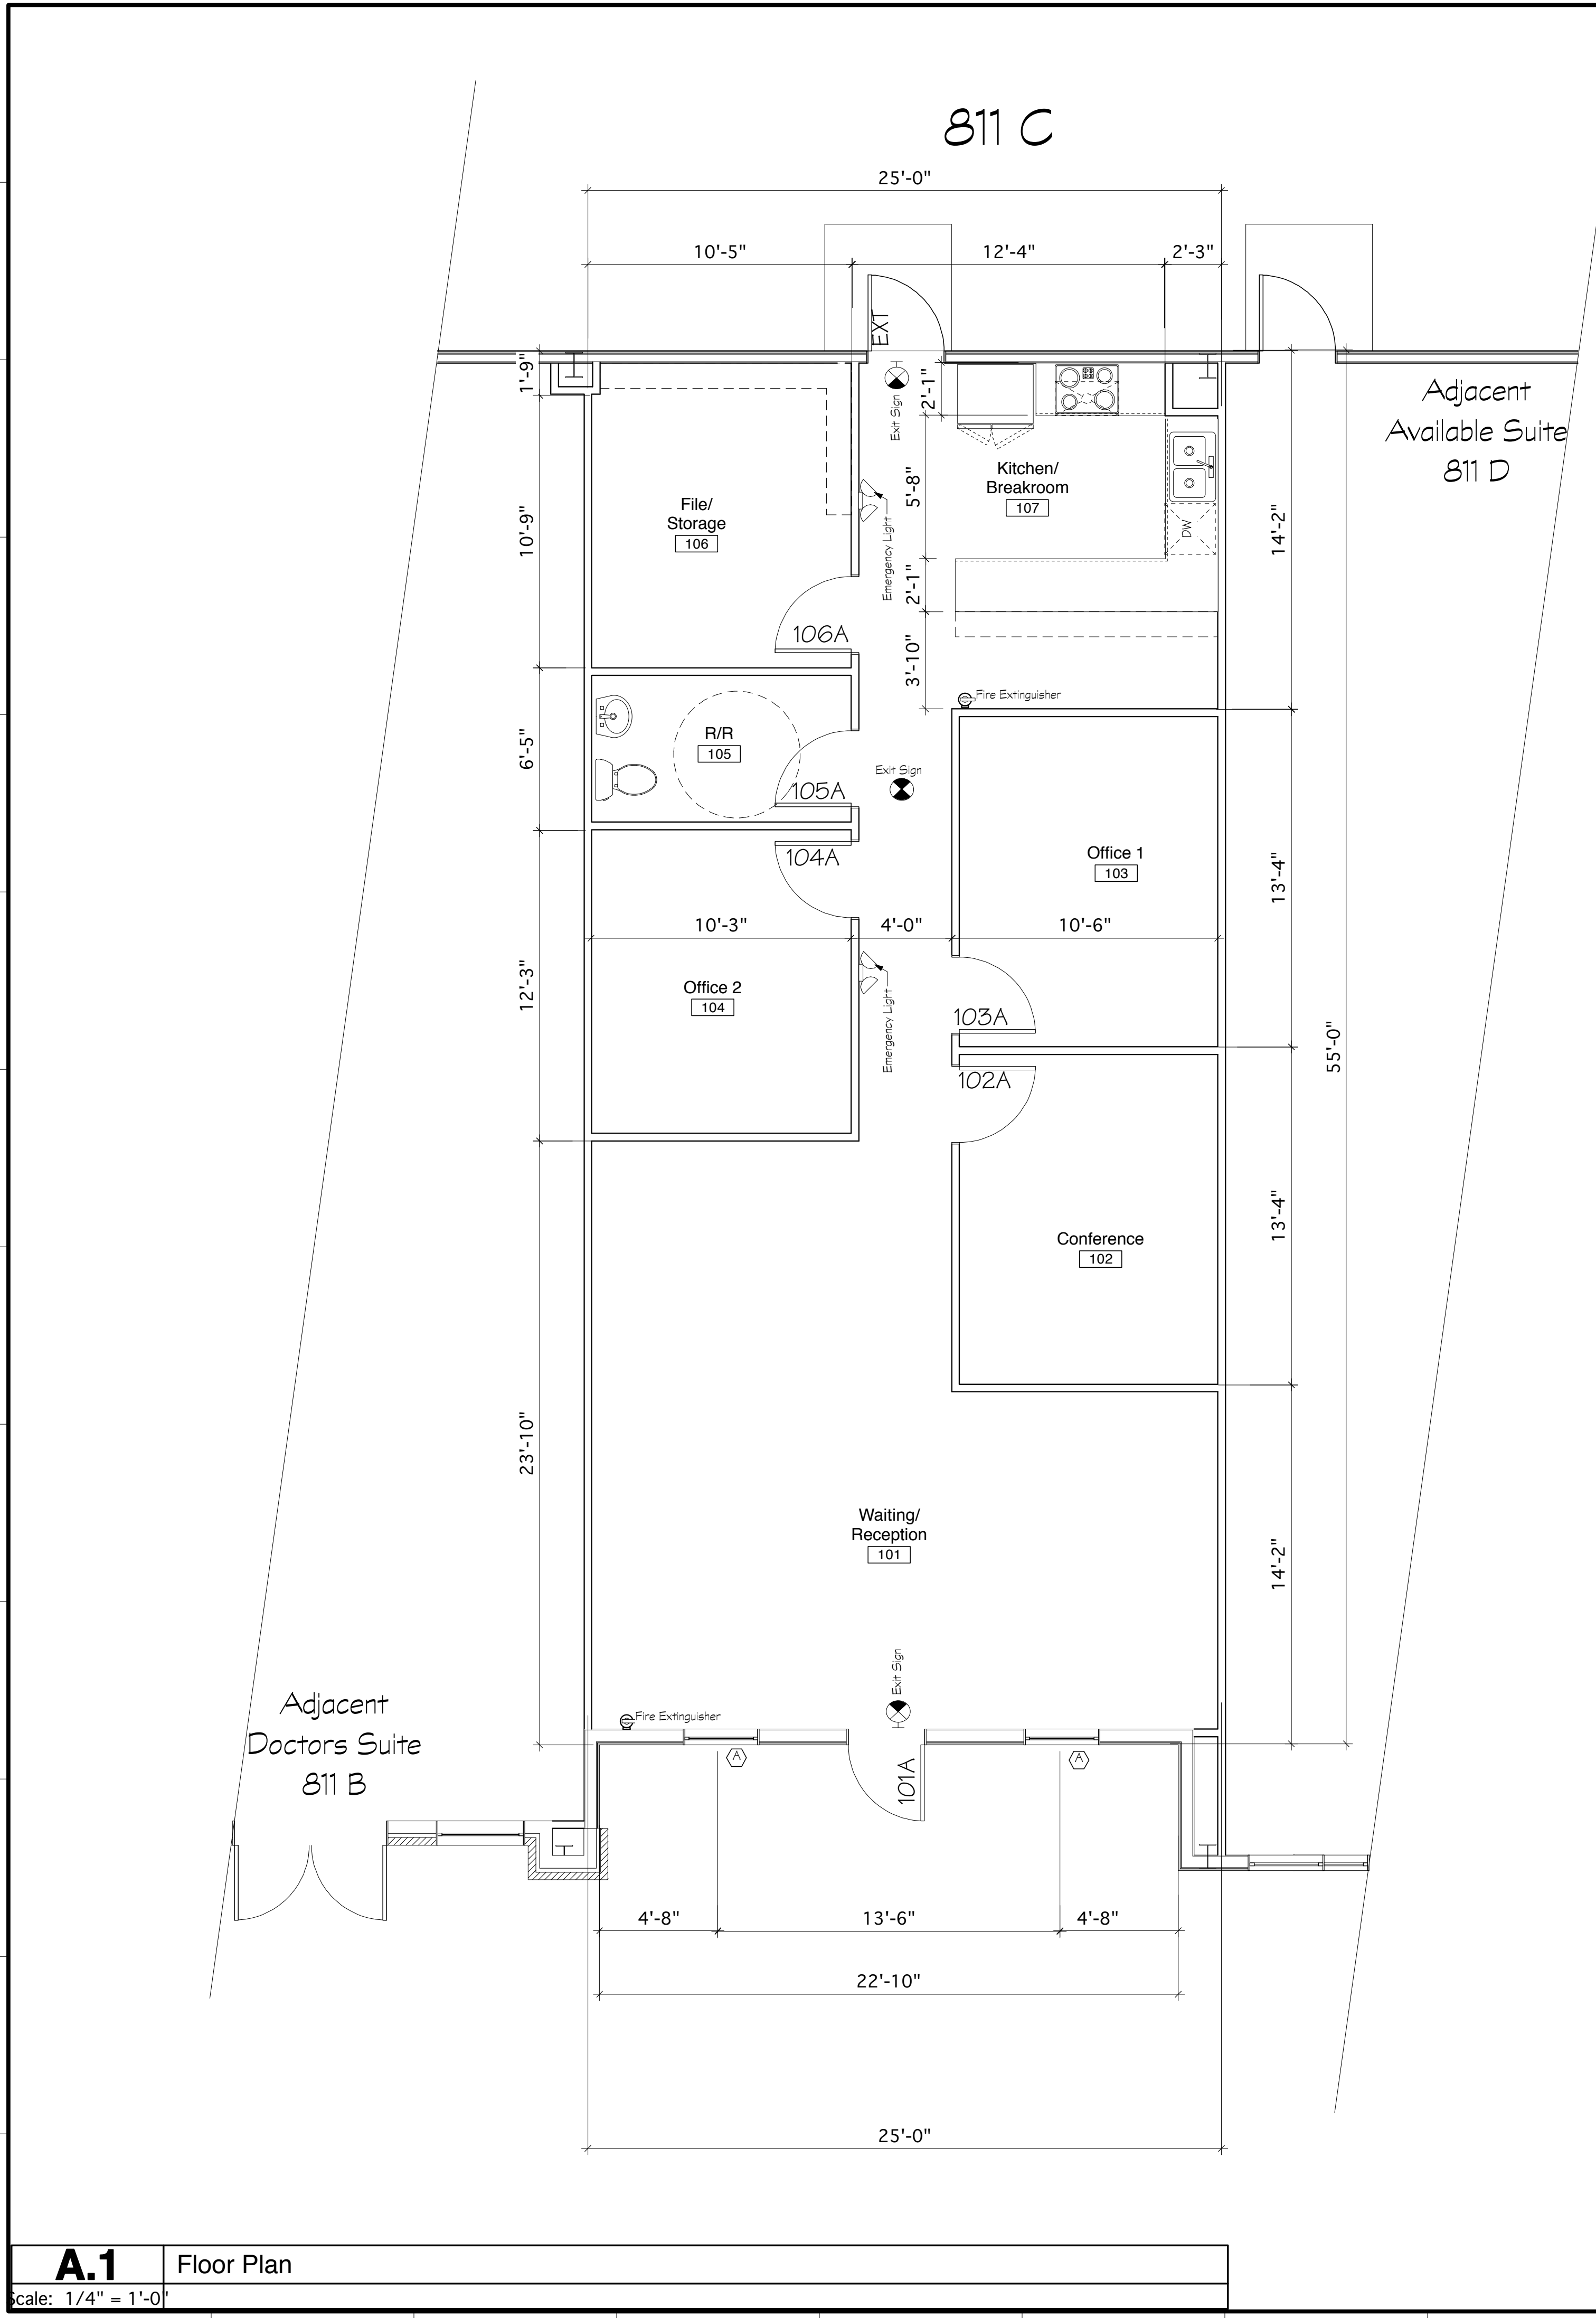 811 C
25'-0"
10'-5"
12'-4"
2'-3"
EXT
1'-9"
Exit Sign
2'-1"
Adjacent
Available Suite
811 D
File/
Storage
106
10'-9"
Emergency Light
5'-8"
Kitchen/
Breakroom
107
DW
14'-2"
2'-1"
106A
3'-10"
Fire Extinguisher
R/R
105
6'-5"
105A
Exit Sign
104A
Office 1
103
13'-4"
10'-3"
4'-0"
10'-6"
12'-3"
Office 2
104
Emergency Light
103A
102A
55'-0"
Conference
102
13'-4"
23'-10"
Waiting/
Reception
101
14'-2"
Exit Sign
Fire Extinguisher
A
101A
A
Adjacent
Doctors Suite
811 B
4'-8"
13'-6"
4'-8"
22'-10"
25'-0"
A.1
Floor Plan
Scale: 1/4" = 1'-0"